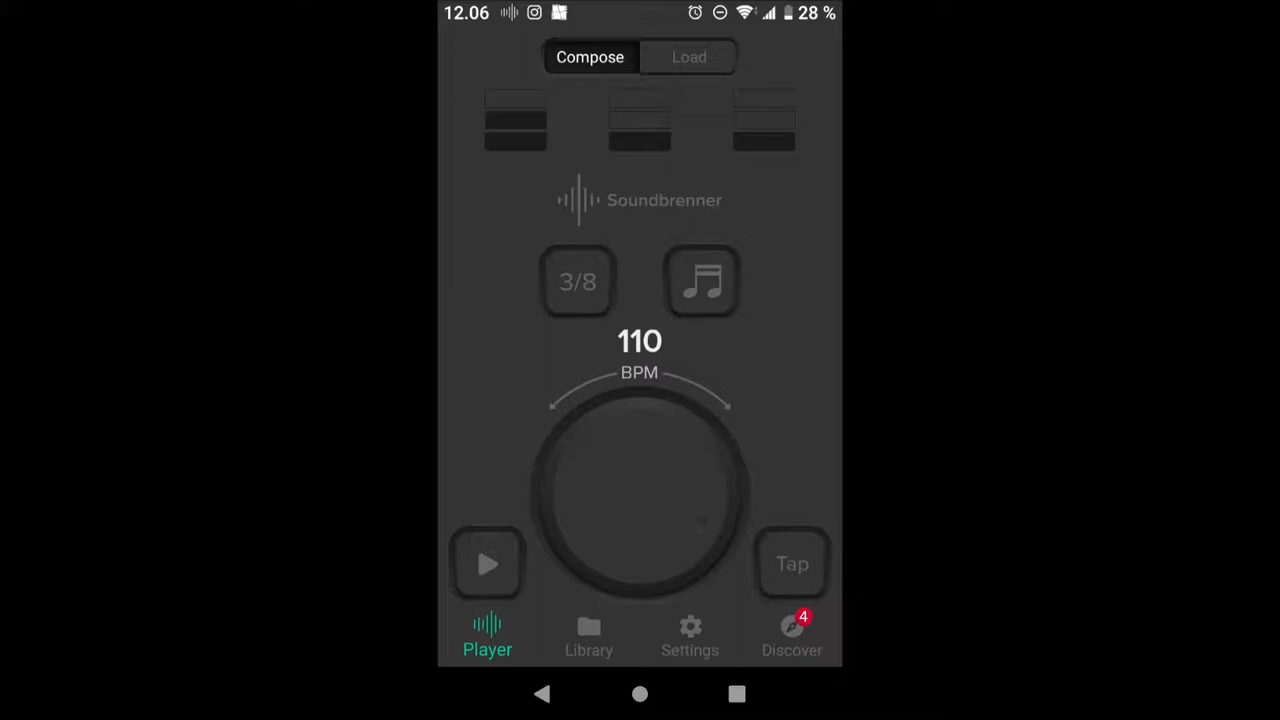 12.06 28 %
Compose Load
Soundbrenner
3/8
110
BPM
Tap
4
Player Library Settings Discover